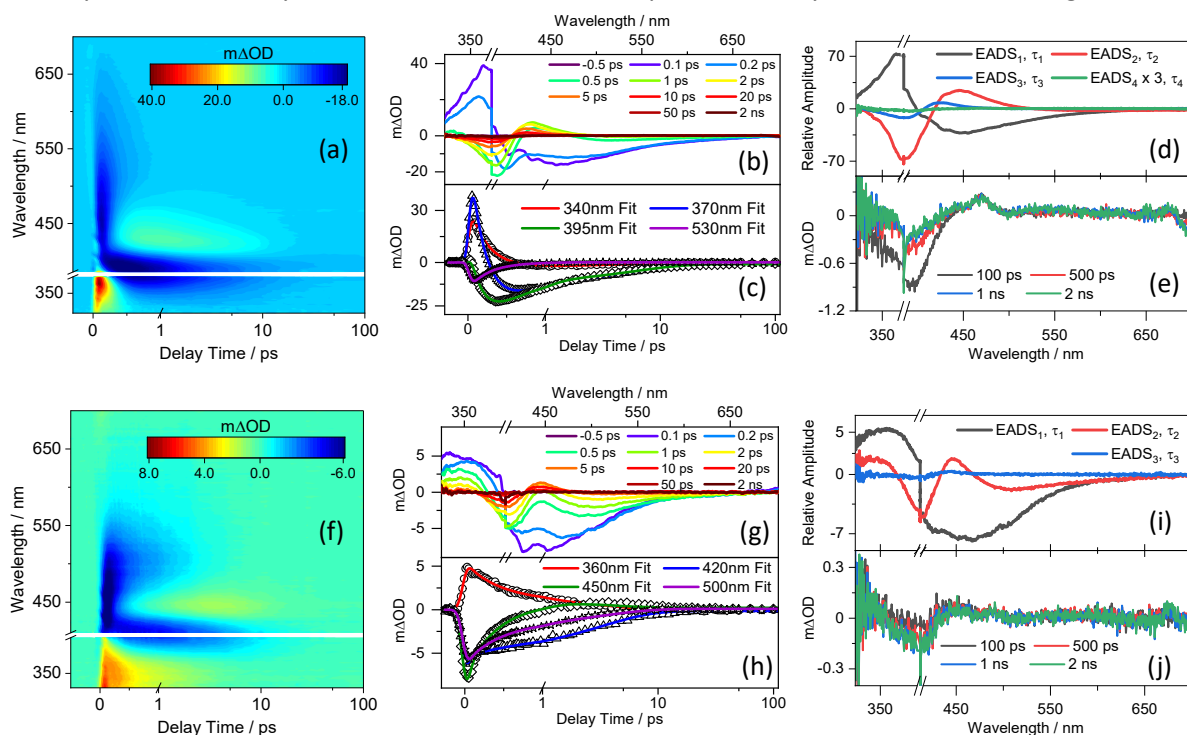 mΔOD
40.0 20.0 0.0 -18.0
650
550
450
350
Wavelength / nm
(a)
0 1 10 100
Delay Time / ps
Wavelength / nm
350 450 550 650
40
20
0
-20
mΔOD
-0.5 ps 0.1 ps 0.2 ps
0.5 ps 1 ps 2 ps
5 ps 10 ps 20 ps
50 ps 2 ns
(b)
30
0
-25
mΔOD
340nm Fit 370nm Fit
395nm Fit 530nm Fit
(c)
0 1 10 100
Delay Time / ps
70
0
-70
Relative Amplitude
EADS1, τ1 EADS2, τ2
EADS3, τ3 EADS4 x 3, τ4
(d)
0.6
0.0
-0.6
-1.2
mΔOD
100 ps 500 ps
1 ns 2 ns
(e)
350 450 550 650
Wavelength / nm
mΔOD
8.0 4.0 0.0 -6.0
650
550
450
350
Wavelength / nm
(f)
0 1 10 100
Delay Time / ps
Wavelength / nm
350 450 550 650
5
0
-5
mΔOD
-0.5 ps 0.1 ps 0.2 ps
0.5 ps 1 ps 2 ps
5 ps 10 ps 20 ps
50 ps 2 ns
(g)
5
0
-5
mΔOD
360nm Fit 420nm Fit
450nm Fit 500nm Fit
(h)
0 1 10 100
Delay Time / ps
5
0
-7
Relative Amplitude
EADS1, τ1 EADS2, τ2
EADS3, τ3
(i)
0.3
0.0
-0.3
mΔOD
100 ps 500 ps
1 ns 2 ns
(j)
350 450 550 650
Wavelength / nm